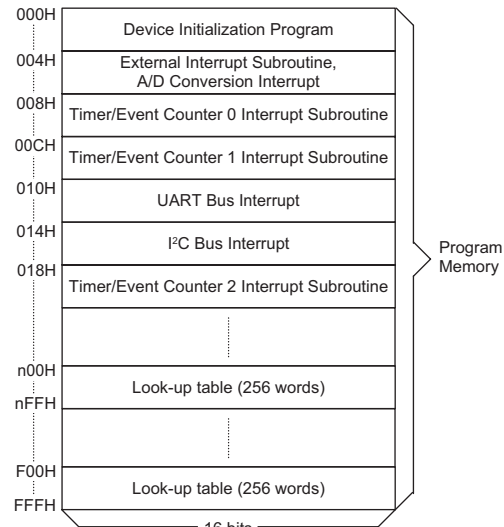 000H
Device Initialization Program
004H
External Interrupt Subroutine,
A/D Conversion Interrupt
008H
Timer/Event Counter 0 Interrupt Subroutine
00CH
Timer/Event Counter 1 Interrupt Subroutine
010H
UART Bus Interrupt
014H
I²C Bus Interrupt
018H
Timer/Event Counter 2 Interrupt Subroutine
Program
Memory
n00H
Look-up table (256 words)
nFFH
F00H
Look-up table (256 words)
FFFH
16 bits